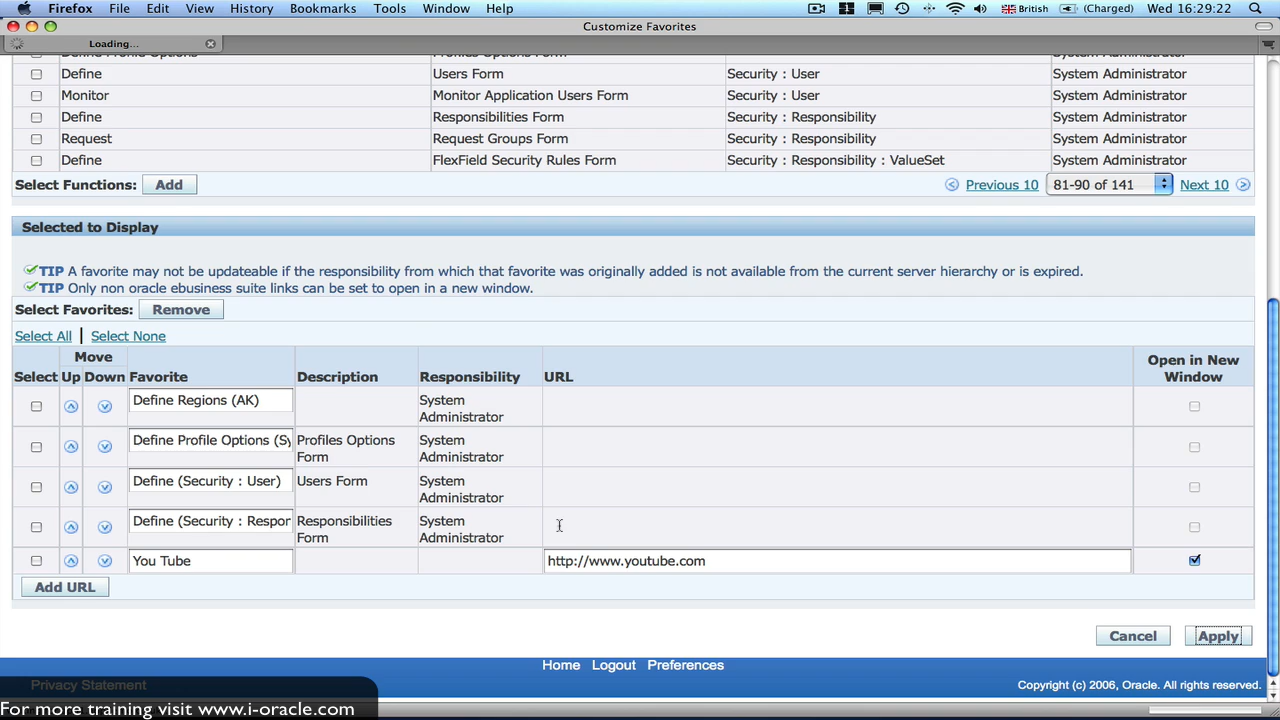 Firefox File Edit View History Bookmarks Tools Window Help British (Charged) Wed 16:29:22
Customize Favorites
Loading...
Define Profile Options Profiles Options Form System Administrator
Define Users Form Security : User System Administrator
Monitor Monitor Application Users Form Security : User System Administrator
Define Responsibilities Form Security : Responsibility System Administrator
Request Request Groups Form Security : Responsibility System Administrator
Define FlexField Security Rules Form Security : Responsibility : ValueSet System Administrator
Select Functions: Add Previous 10 81-90 of 141 Next 10
Selected to Display
TIP A favorite may not be updateable if the responsibility from which that favorite was originally added is not available from the current server hierarchy or is expired.
TIP Only non oracle ebusiness suite links can be set to open in a new window.
Select Favorites: Remove
Select All | Select None
Move Open in New
Select Up Down Favorite Description Responsibility URL Window
Define Regions (AK) System
Administrator
Define Profile Options (Sy Profiles Options System
Form Administrator
Define (Security : User) Users Form System
Administrator
Define (Security : Respor Responsibilities System
Form Administrator
You Tube http://www.youtube.com
Add URL
Cancel Apply
Home Logout Preferences
Privacy Statement Copyright (c) 2006, Oracle. All rights reserved.
For more training visit www.i-oracle.com